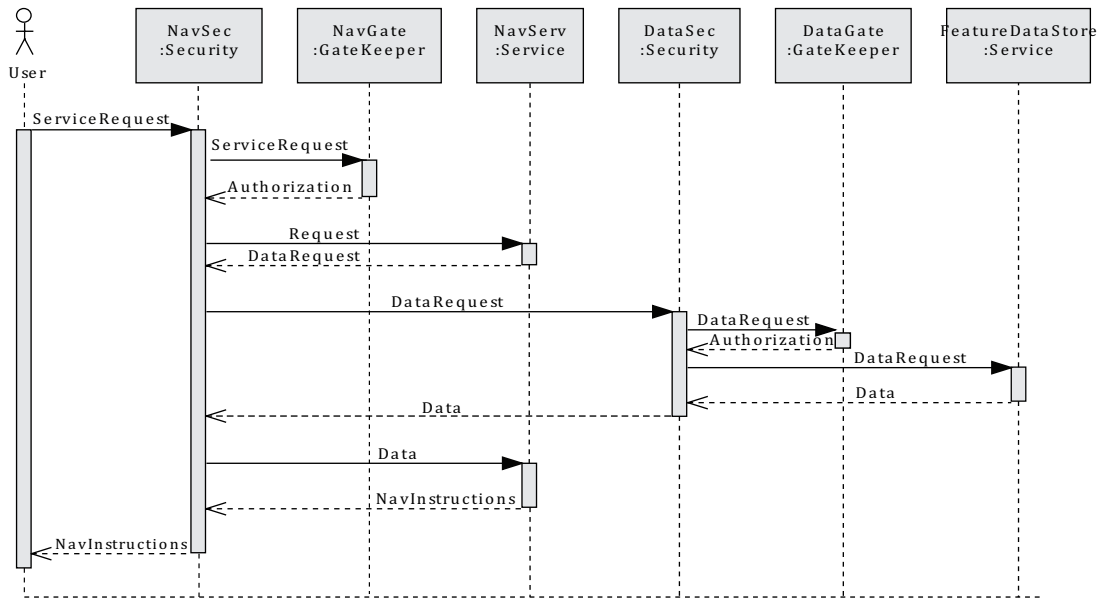 NavSec
:Security
NavGate
:GateKeeper
NavServ
:Service
DataSec
:Security
DataGate
:GateKeeper
FeatureDataStore
:Service
User
ServiceRequest
ServiceRequest
Authorization
Request
DataRequest
DataRequest
DataRequest
Authorization
DataRequest
Data
Data
Data
NavInstructions
NavInstructions